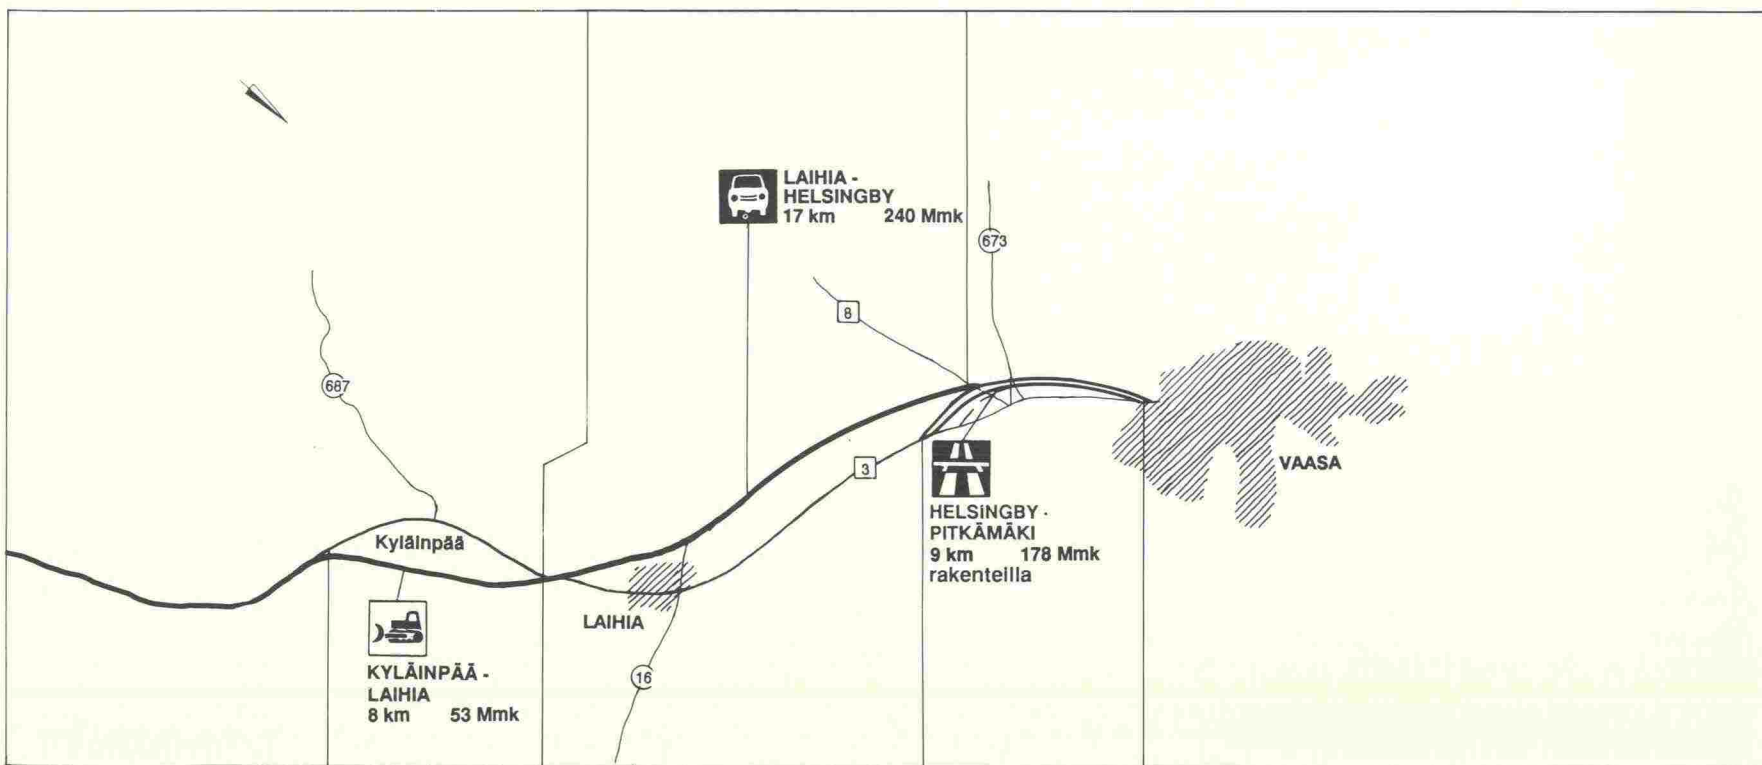 LAIHIA -
HELSINGBY
17 km 240 Mmk
673
8
687
3
Kyläinpää
VAASA
HELSINGBY -
PITKÄMÄKI
9 km 178 Mmk
rakenteilla
LAIHIA
KYLÄINPÄÄ -
LAIHIA
8 km 53 Mmk
16